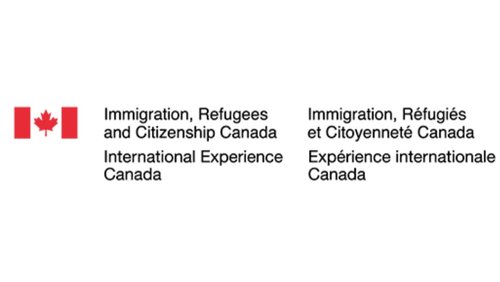 Immigration, Refugees
and Citizenship Canada
International Experience
Canada
Immigration, Réfugiés
et Citoyenneté Canada
Expérience internationale
Canada